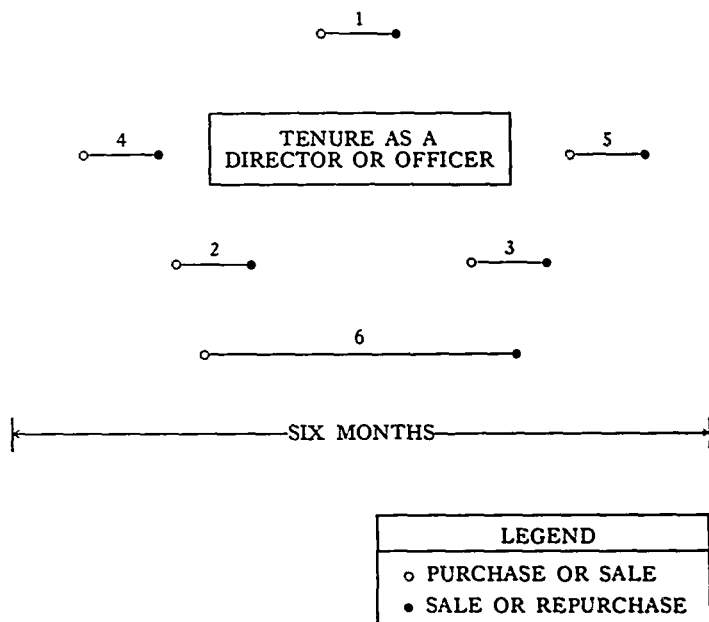 1
TENURE AS A
DIRECTOR OR OFFICER
4
5
2
3
6
SIX MONTHS
LEGEND
○ PURCHASE OR SALE
● SALE OR REPURCHASE